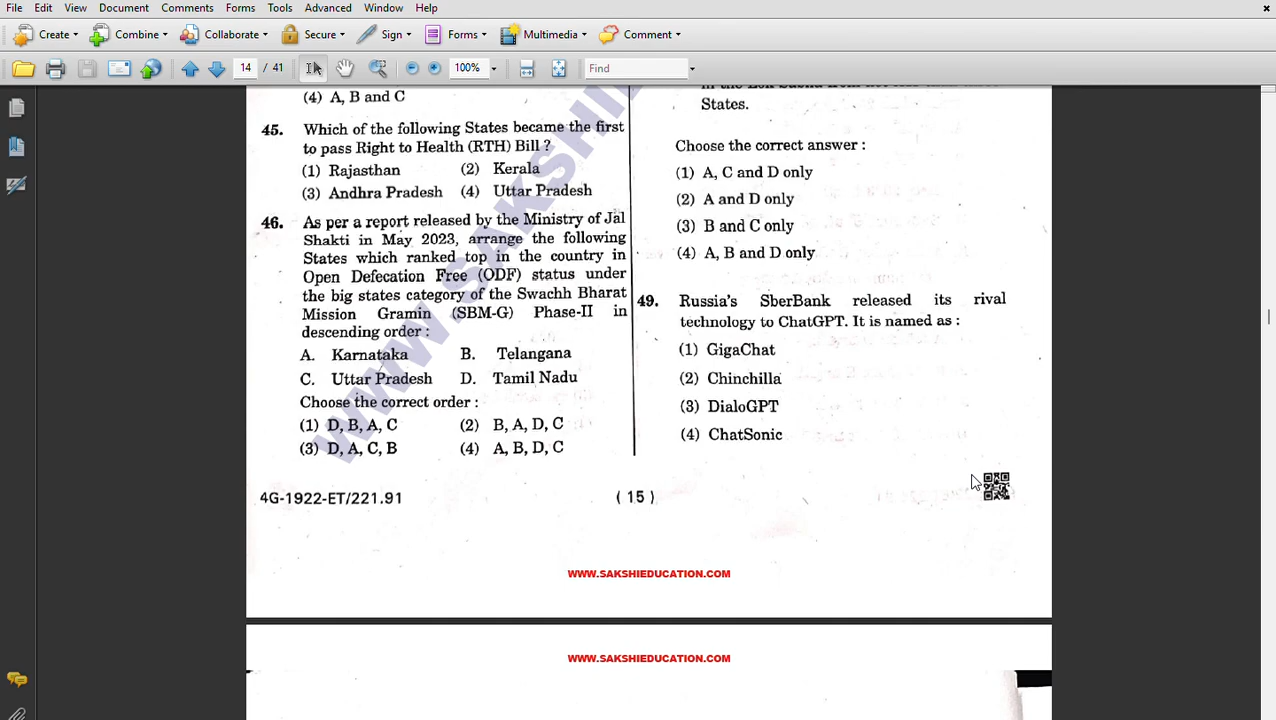 File Edit View Document Comments Forms Tools Advanced Window Help
Create Combine Collaborate Secure Sign Forms Multimedia Comment
14 / 41 100% Find
(4) A, B and C
45. Which of the following States became the first
to pass Right to Health (RTH) Bill ?
(1) Rajasthan (2) Kerala
(3) Andhra Pradesh (4) Uttar Pradesh
46. As per a report released by the Ministry of Jal
Shakti in May 2023, arrange the following
States which ranked top in the country in
Open Defecation Free (ODF) status under
the big states category of the Swachh Bharat
Mission Gramin (SBM-G) Phase-II in
descending order :
A. Karnataka B. Telangana
C. Uttar Pradesh D. Tamil Nadu
Choose the correct order :
(1) D, B, A, C (2) B, A, D, C
(3) D, A, C, B (4) A, B, D, C
States.
Choose the correct answer :
(1) A, C and D only
(2) A and D only
(3) B and C only
(4) A, B and D only
49. Russia's SberBank released its rival
technology to ChatGPT. It is named as :
(1) GigaChat
(2) Chinchilla
(3) DialoGPT
(4) ChatSonic
4G-1922-ET/221.91 ( 15 )
WWW.SAKSHIEDUCATION.COM
WWW.SAKSHIEDUCATION.COM
WWW.SAKSHI